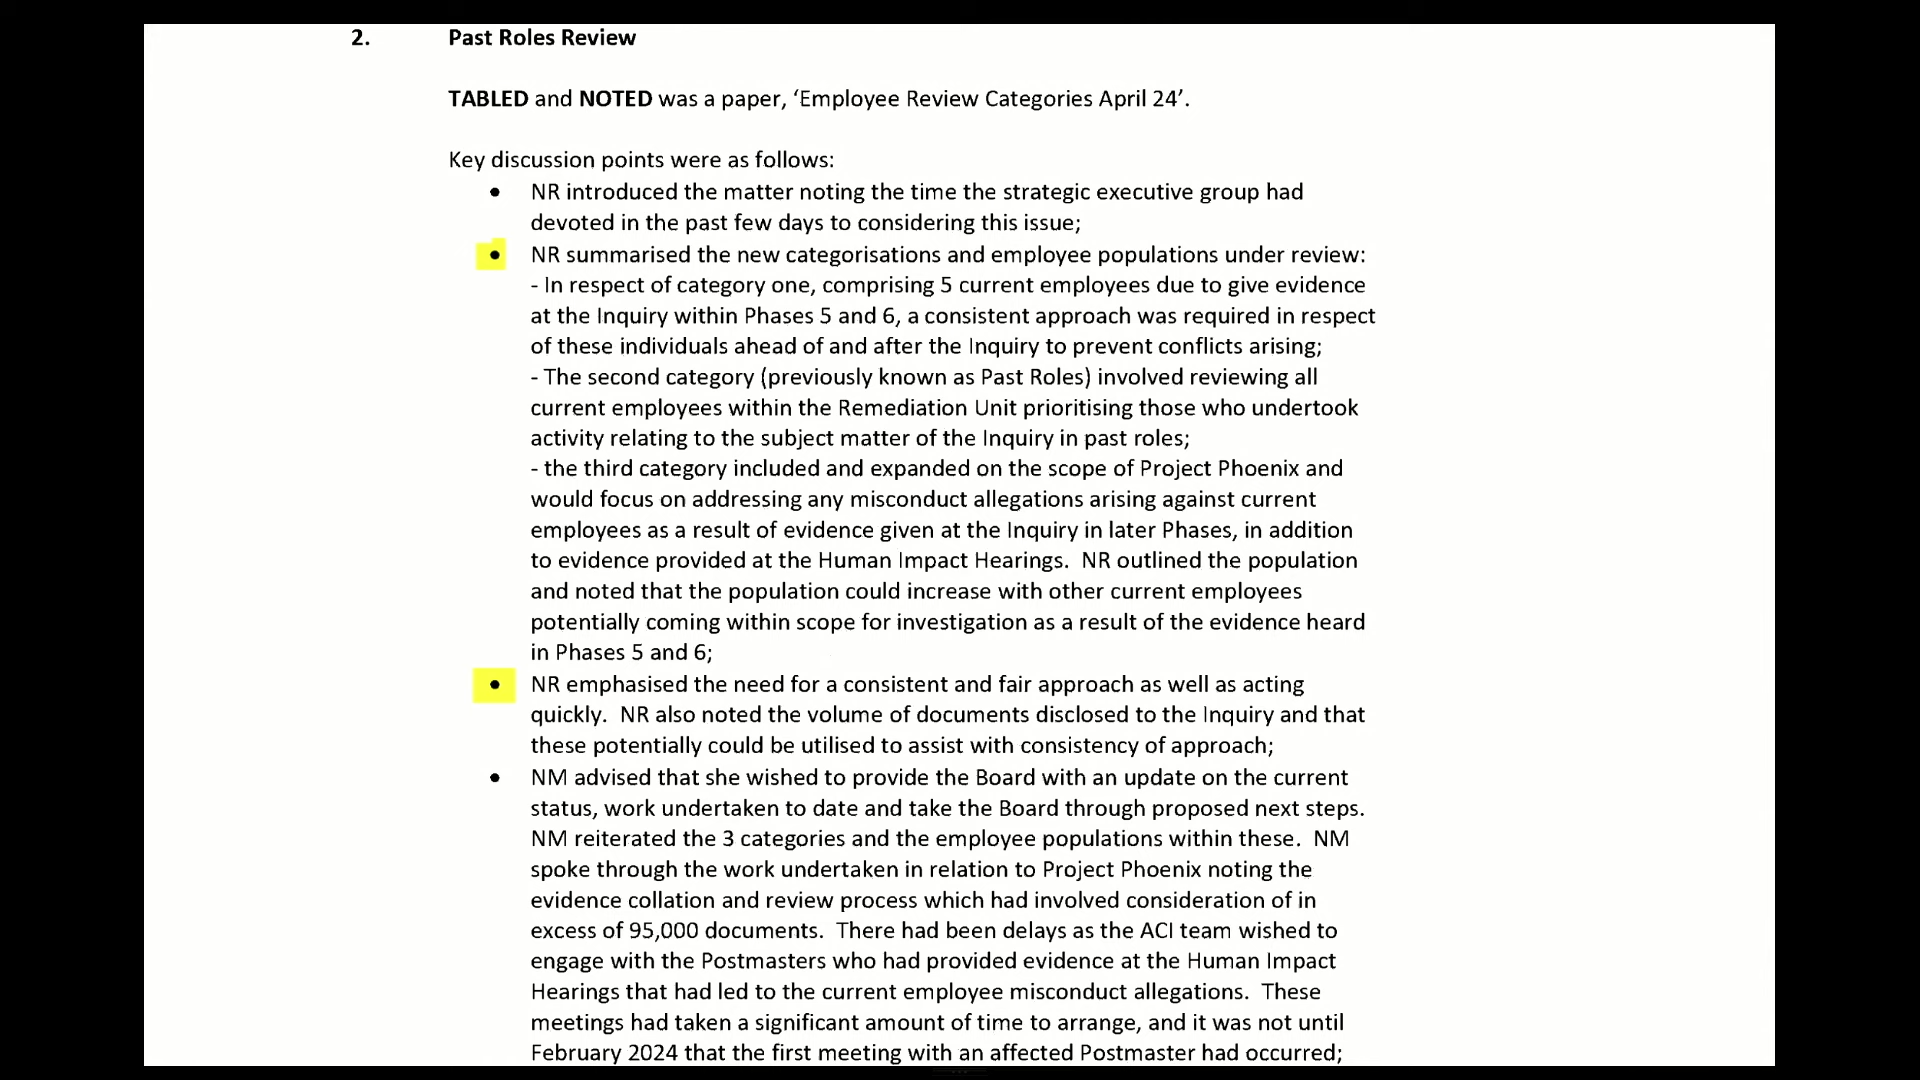 2. Past Roles Review
TABLED and NOTED was a paper, ‘Employee Review Categories April 24’.
Key discussion points were as follows:
• NR introduced the matter noting the time the strategic executive group had
devoted in the past few days to considering this issue;
• NR summarised the new categorisations and employee populations under review:
- In respect of category one, comprising 5 current employees due to give evidence
at the Inquiry within Phases 5 and 6, a consistent approach was required in respect
of these individuals ahead of and after the Inquiry to prevent conflicts arising;
- The second category (previously known as Past Roles) involved reviewing all
current employees within the Remediation Unit prioritising those who undertook
activity relating to the subject matter of the Inquiry in past roles;
- the third category included and expanded on the scope of Project Phoenix and
would focus on addressing any misconduct allegations arising against current
employees as a result of evidence given at the Inquiry in later Phases, in addition
to evidence provided at the Human Impact Hearings.  NR outlined the population
and noted that the population could increase with other current employees
potentially coming within scope for investigation as a result of the evidence heard
in Phases 5 and 6;
• NR emphasised the need for a consistent and fair approach as well as acting
quickly.  NR also noted the volume of documents disclosed to the Inquiry and that
these potentially could be utilised to assist with consistency of approach;
• NM advised that she wished to provide the Board with an update on the current
status, work undertaken to date and take the Board through proposed next steps.
NM reiterated the 3 categories and the employee populations within these.  NM
spoke through the work undertaken in relation to Project Phoenix noting the
evidence collation and review process which had involved consideration of in
excess of 95,000 documents.  There had been delays as the ACI team wished to
engage with the Postmasters who had provided evidence at the Human Impact
Hearings that had led to the current employee misconduct allegations.  These
meetings had taken a significant amount of time to arrange, and it was not until
February 2024 that the first meeting with an affected Postmaster had occurred;